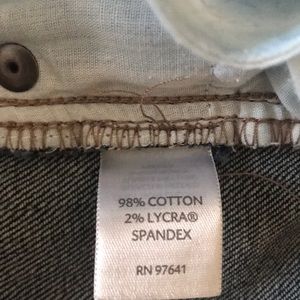 98% COTTON
2% LYCRA®
SPANDEX
RN 97641